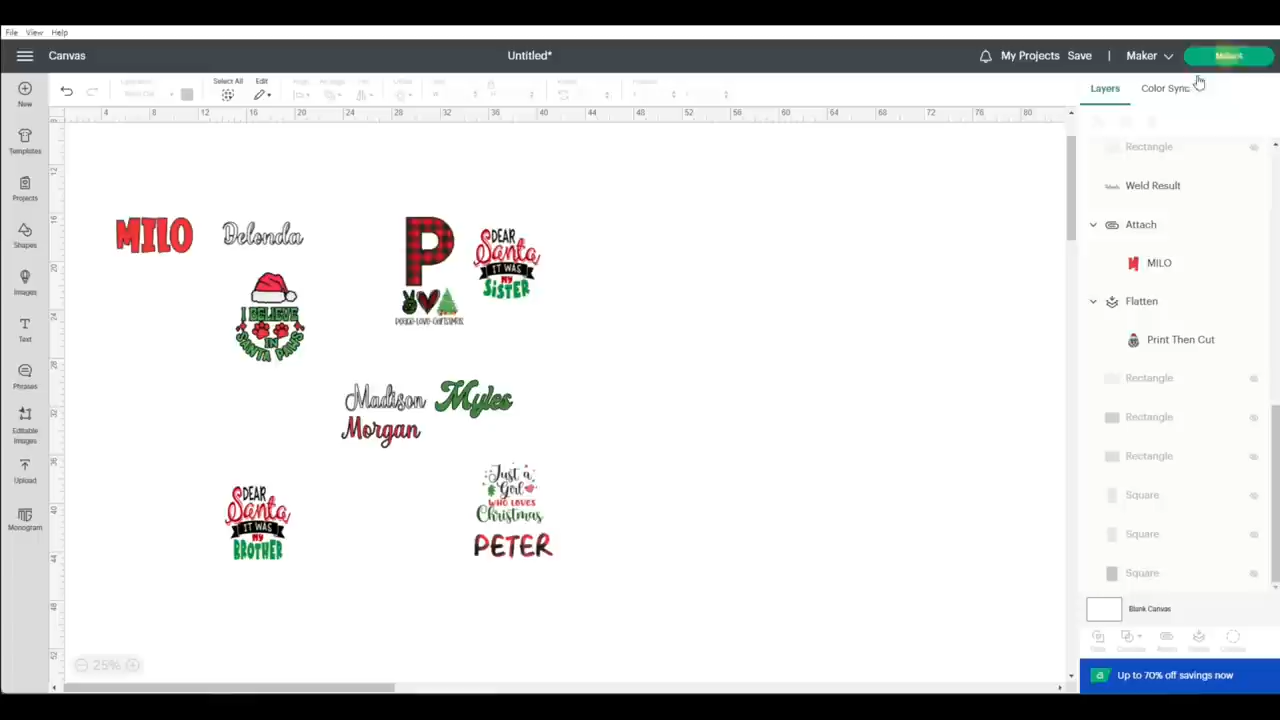 File View Help
Canvas
Untitled*
My Projects Save | Maker
Select All Edit
Layers Color Sync
New
Templates
Projects
Shapes
Images
Text
Phrases
Editable
Images
Upload
Monogram
4 8 12 16 20 24 28 32 36 40 44 48 52 56 60 64 68 72 76 80
MILO
Delonda
P
PEACE·LOVE·CHRISTMAS
DEAR
Santa
IT WAS
MY
SISTER
I BELIEVE
IN
SANTA PAWS
Madison
Myles
Morgan
DEAR
Santa
IT WAS
MY
BROTHER
Just a
Girl
WHO LOVES
Christmas
PETER
25%
Rectangle
Weld Result
Attach
MILO
Flatten
Print Then Cut
Rectangle
Rectangle
Rectangle
Square
Square
Square
Blank Canvas
Up to 70% off savings now